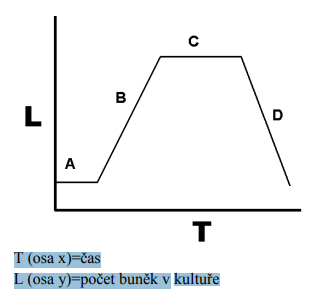 C
B
L
D
A
T
T (osa x)=čas
L (osa y)=počet buněk v kultuře